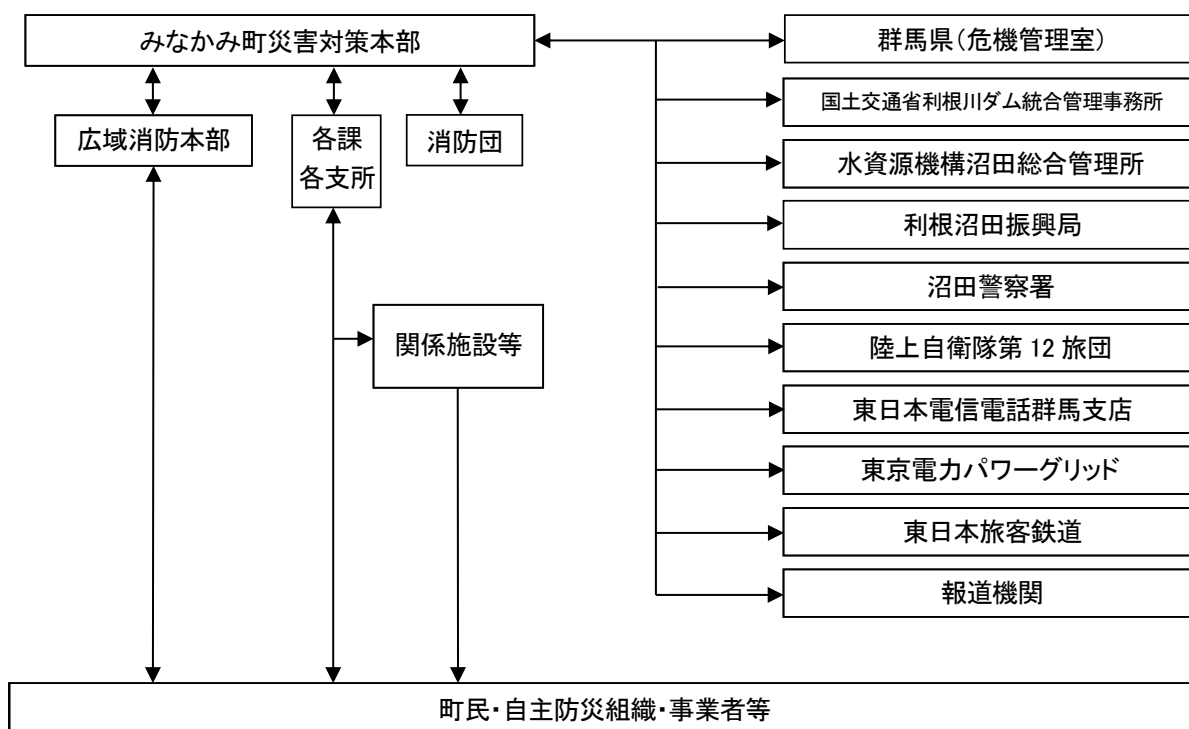 みなかみ町災害対策本部
広域消防本部
各課
各支所
消防団
関係施設等
群馬県（危機管理室）
国土交通省利根川ダム統合管理事務所
水資源機構沼田総合管理所
利根沼田振興局
沼田警察署
陸上自衛隊第 12 旅団
東日本電信電話群馬支店
東京電力パワーグリッド
東日本旅客鉄道
報道機関
町民・自主防災組織・事業者等